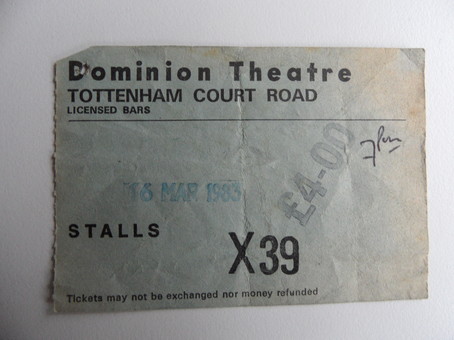 Dominion Theatre
TOTTENHAM COURT ROAD
LICENSED BARS
£4-00
7pm
16 MAR 1983
STALLS
X39
Tickets may not be exchanged nor money refunded